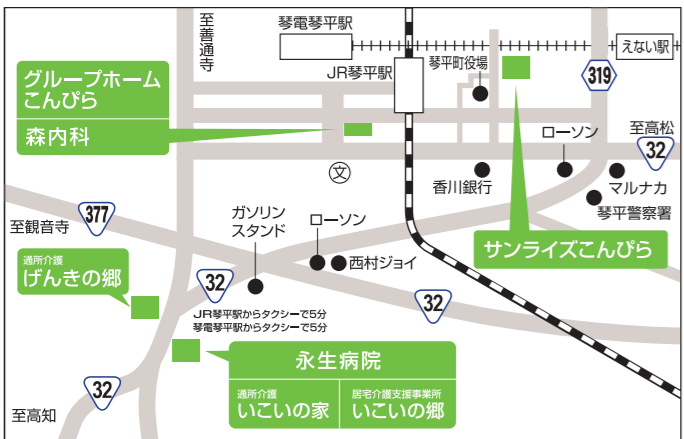 至善通寺
琴電琴平駅
えない駅
JR琴平駅
琴平町役場
319
グループホーム
こんぴら
森内科
ローソン
至高松
32
文
香川銀行
マルナカ
琴平警察署
377
至観音寺
ガソリン
スタンド
ローソン
西村ジョイ
サンライズこんぴら
通所介護
げんきの郷
32
32
JR琴平駅からタクシーで5分
琴電琴平駅からタクシーで5分
永生病院
通所介護
いこいの家
居宅介護支援事業所
いこいの郷
32
至高知